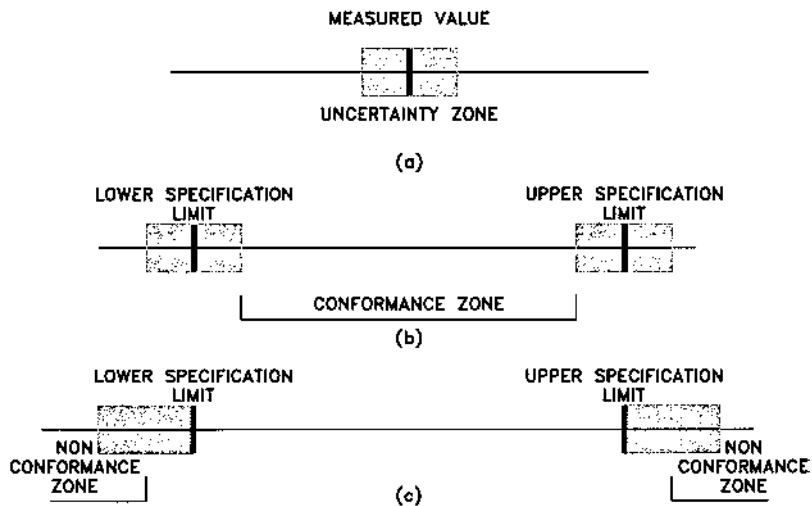 MEASURED VALUE
UNCERTAINTY ZONE
(a)
LOWER SPECIFICATION
LIMIT
UPPER SPECIFICATION
LIMIT
CONFORMANCE ZONE
(b)
LOWER SPECIFICATION
LIMIT
UPPER SPECIFICATION
LIMIT
NON
CONFORMANCE
ZONE
NON
CONFORMANCE
ZONE
(c)